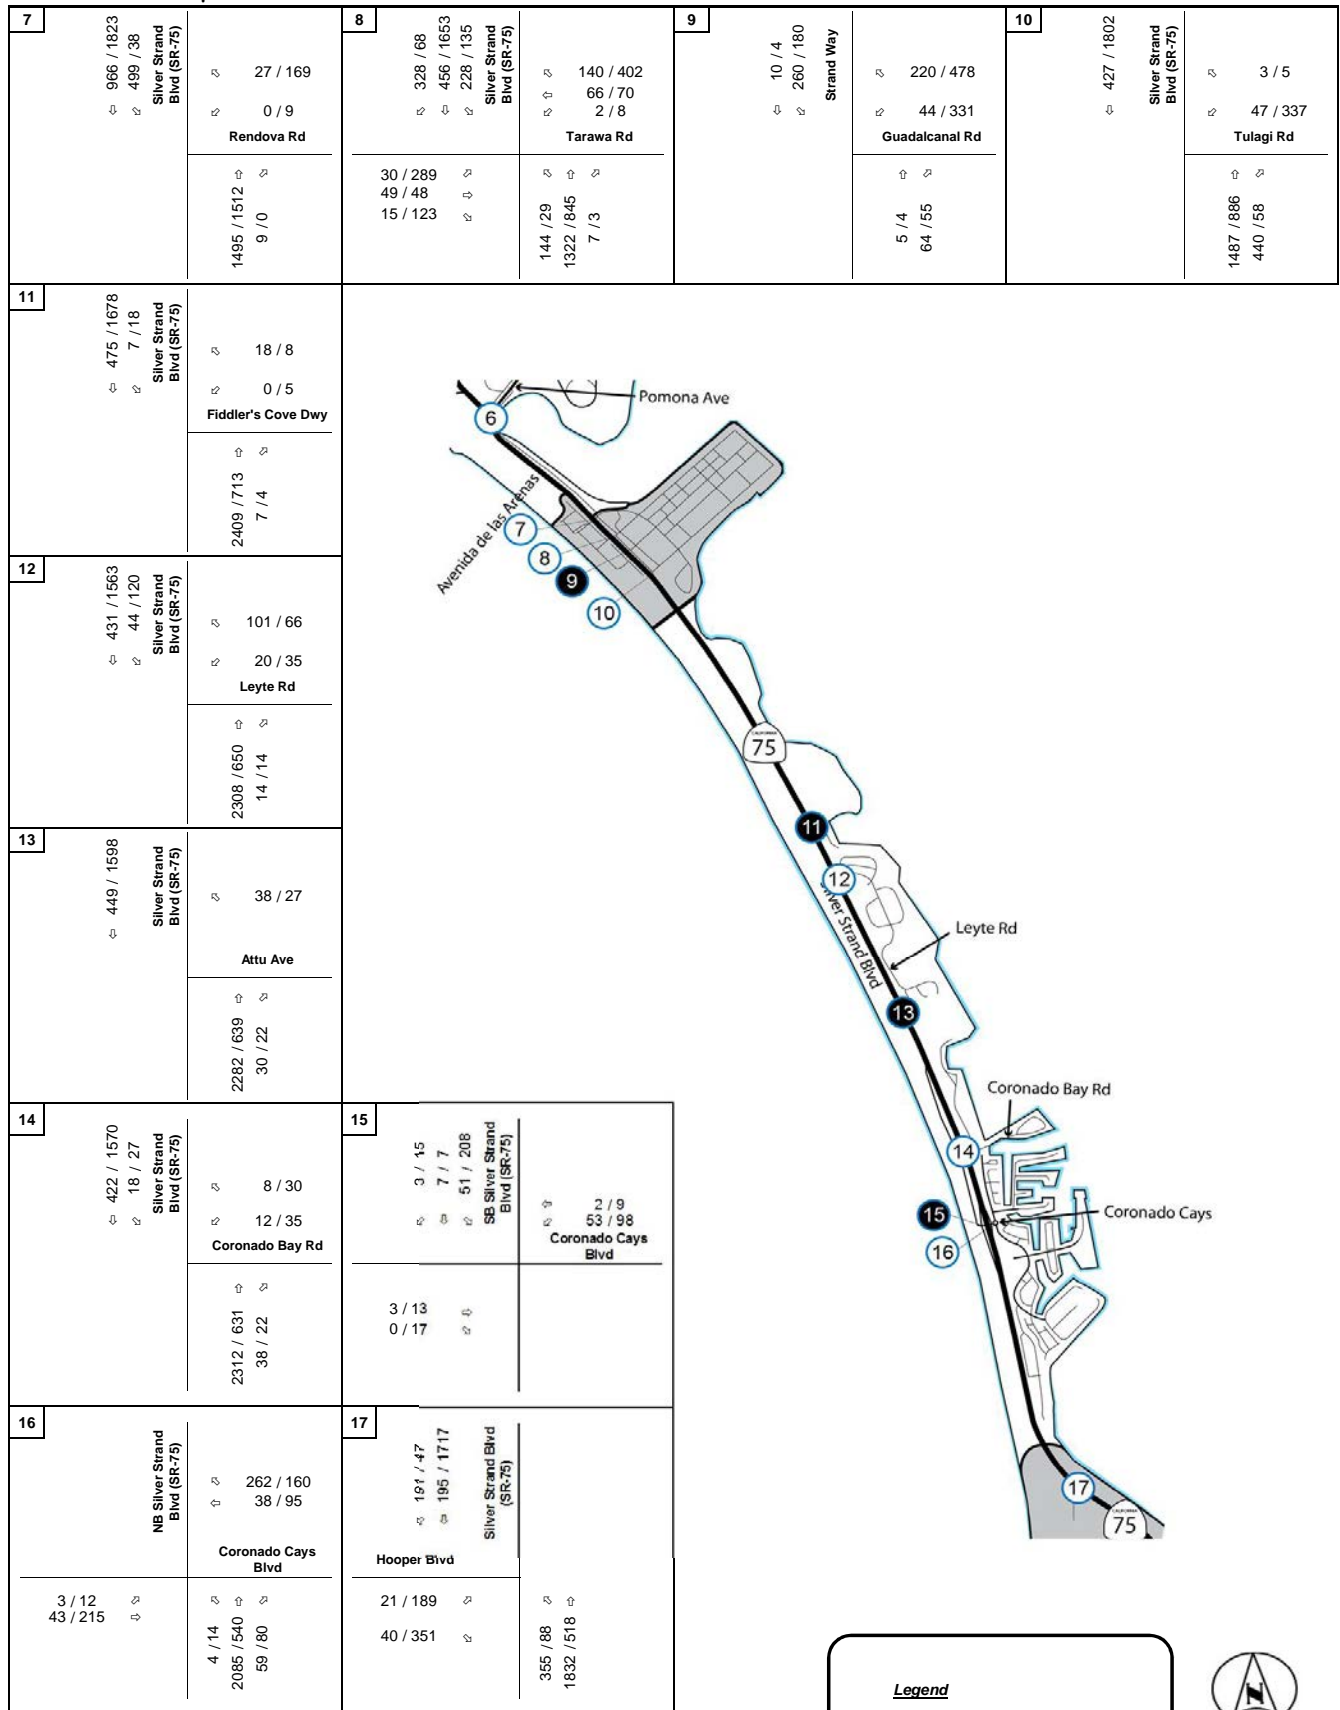 7
966 / 1823
499 / 38
Silver Strand
Blvd (SR-75)
27 / 169
0 / 9
Rendova Rd
1495 / 1512
9 / 0
8
328 / 68
456 / 1653
228 / 135
Silver Strand
Blvd (SR-75)
140 / 402
66 / 70
2 / 8
Tarawa Rd
30 / 289
49 / 48
15 / 123
144 / 29
1322 / 845
7 / 3
9
10 / 4
260 / 180
Strand Way
220 / 478
44 / 331
Guadalcanal Rd
5 / 4
64 / 55
10
427 / 1802
Silver Strand
Blvd (SR-75)
3 / 5
47 / 337
Tulagi Rd
1487 / 886
440 / 58
11
475 / 1678
7 / 18
Silver Strand
Blvd (SR-75)
18 / 8
0 / 5
Fiddler's Cove Dwy
2409 / 713
7 / 4
12
431 / 1563
44 / 120
Silver Strand
Blvd (SR-75)
101 / 66
20 / 35
Leyte Rd
2308 / 650
14 / 14
13
449 / 1598
Silver Strand
Blvd (SR-75)
38 / 27
Attu Ave
2282 / 639
30 / 22
14
422 / 1570
18 / 27
Silver Strand
Blvd (SR-75)
8 / 30
12 / 35
Coronado Bay Rd
2312 / 631
38 / 22
15
3 / 15
7 / 7
51 / 208
SB Silver Strand
Blvd (SR-75)
2 / 9
53 / 98
Coronado Cays
Blvd
3 / 13
0 / 17
16
NB Silver Strand
Blvd (SR-75)
262 / 160
38 / 95
Coronado Cays
Blvd
3 / 12
43 / 215
4 / 14
2085 / 540
59 / 80
17
191 / 47
195 / 1717
Silver Strand Blvd
(SR-75)
Hooper Blvd
21 / 189
40 / 351
355 / 88
1832 / 518
Pomona Ave
6
Avenida de las Arenas
7
8
9
10
CALIFORNIA
75
11
12
Silver Strand Blvd
Leyte Rd
13
Coronado Bay Rd
14
15
Coronado Cays
16
17
CALIFORNIA
75
Legend
N